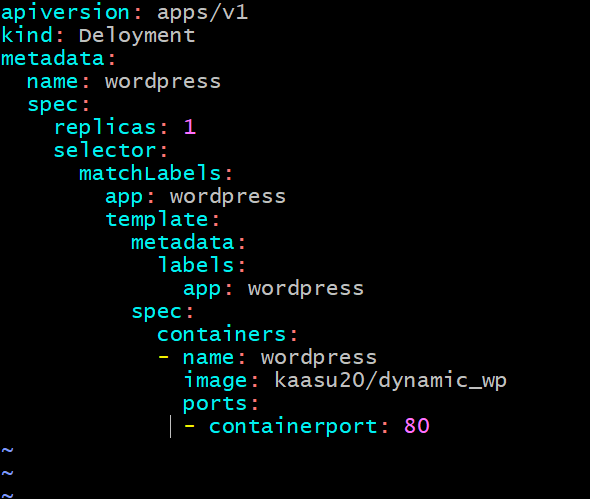 apiversion: apps/v1
kind: Deloyment
metadata:
  name: wordpress
  spec:
    replicas: 1
    selector:
      matchLabels:
        app: wordpress
        template:
          metadata:
            labels:
              app: wordpress
          spec:
            containers:
            - name: wordpress
              image: kaasu20/dynamic_wp
              ports:
              - containerport: 80
~
~
~